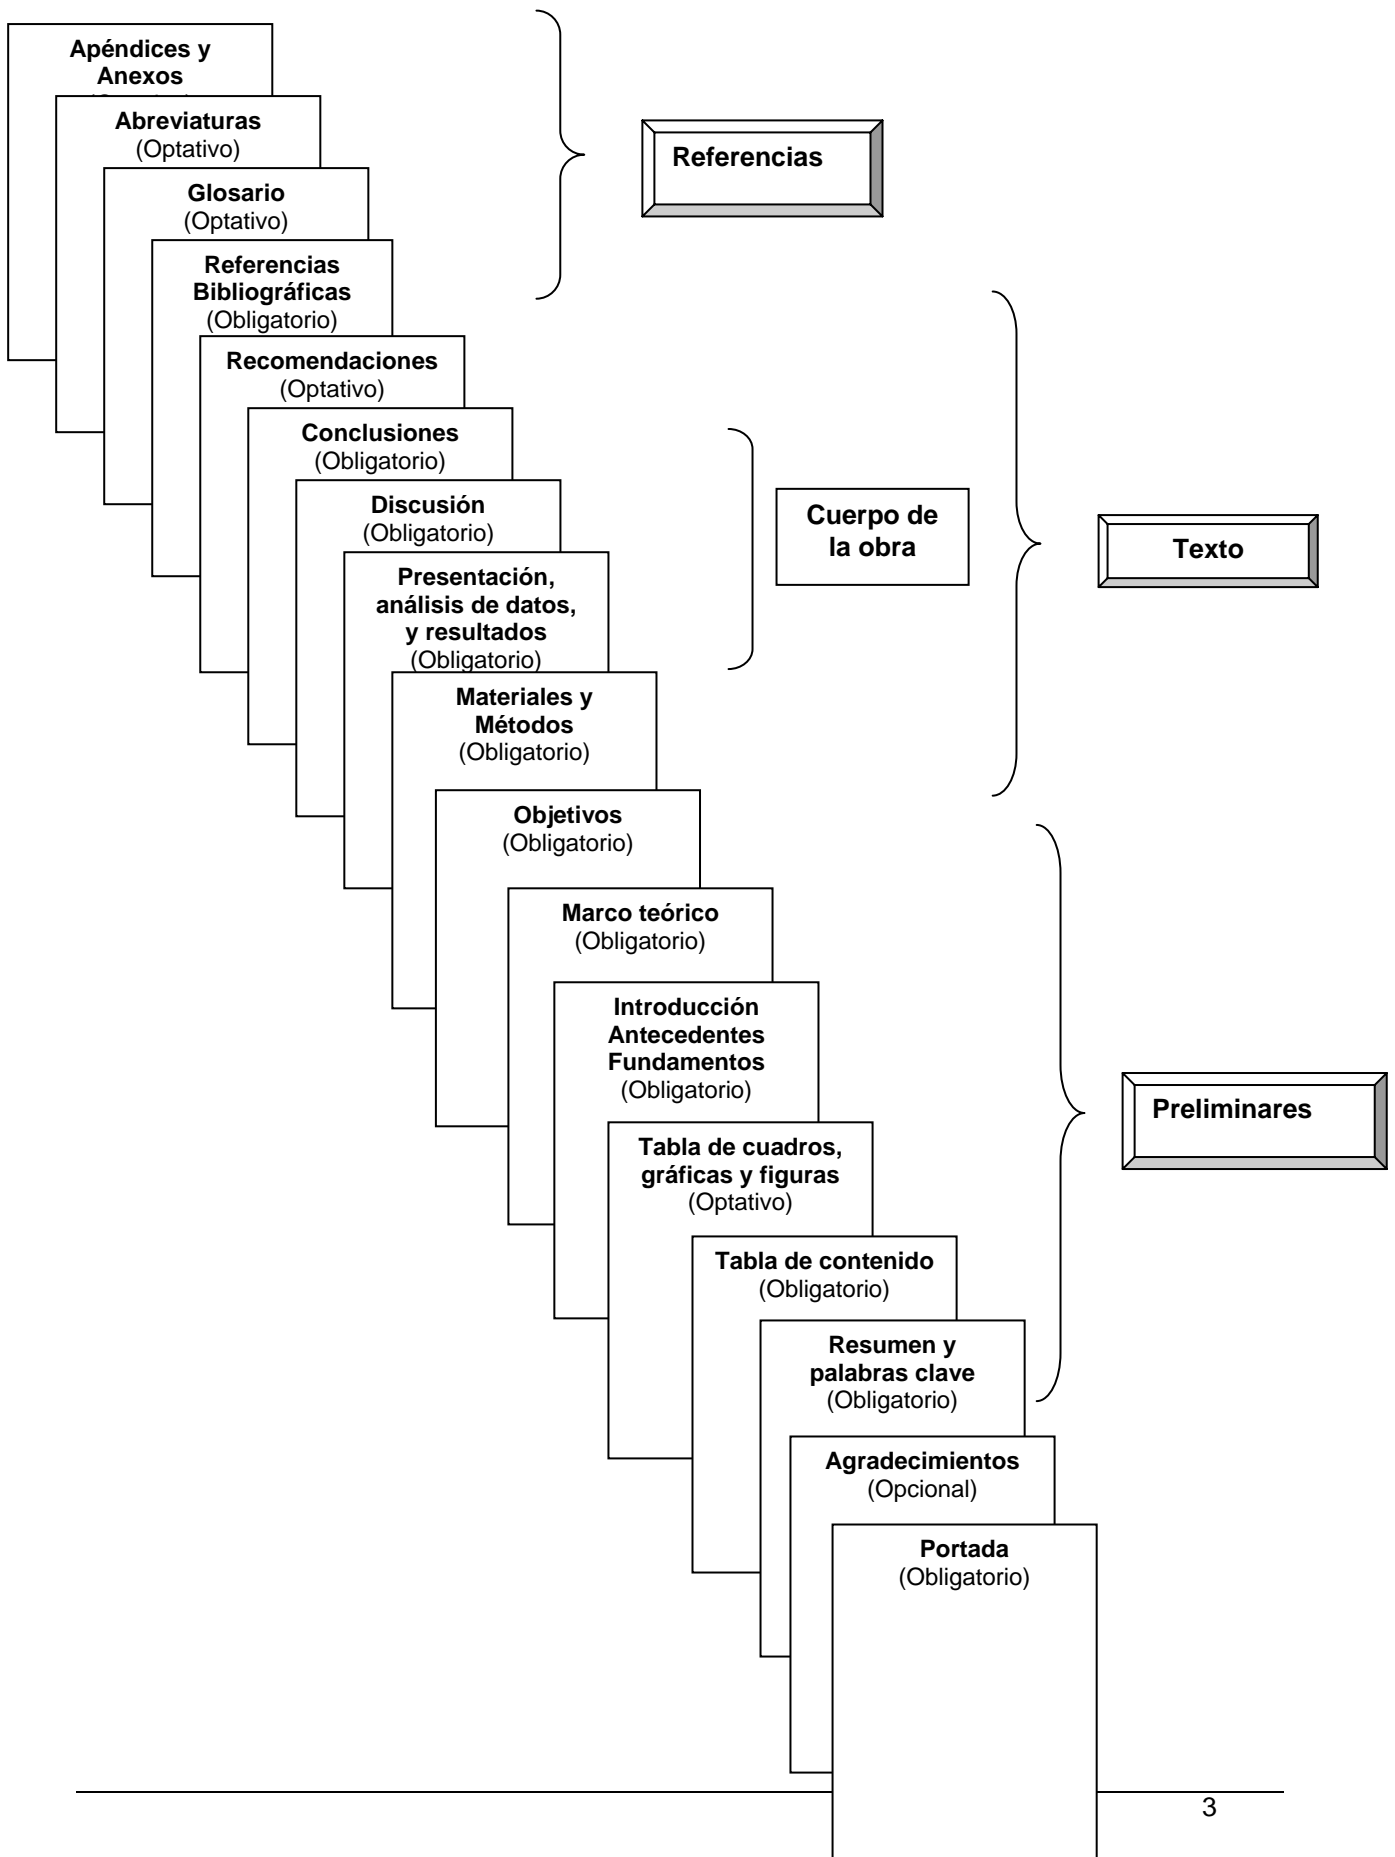 Apéndices y
Anexos
Abreviaturas
(Optativo)
Glosario
(Optativo)
Referencias
Bibliográficas
(Obligatorio)
Recomendaciones
(Optativo)
Conclusiones
(Obligatorio)
Discusión
(Obligatorio)
Presentación,
análisis de datos,
y resultados
(Obligatorio)
Materiales y
Métodos
(Obligatorio)
Objetivos
(Obligatorio)
Marco teórico
(Obligatorio)
Introducción
Antecedentes
Fundamentos
(Obligatorio)
Tabla de cuadros,
gráficas y figuras
(Optativo)
Tabla de contenido
(Obligatorio)
Resumen y
palabras clave
(Obligatorio)
Agradecimientos
(Opcional)
Portada
(Obligatorio)
Referencias
Cuerpo de
la obra
Texto
Preliminares
3